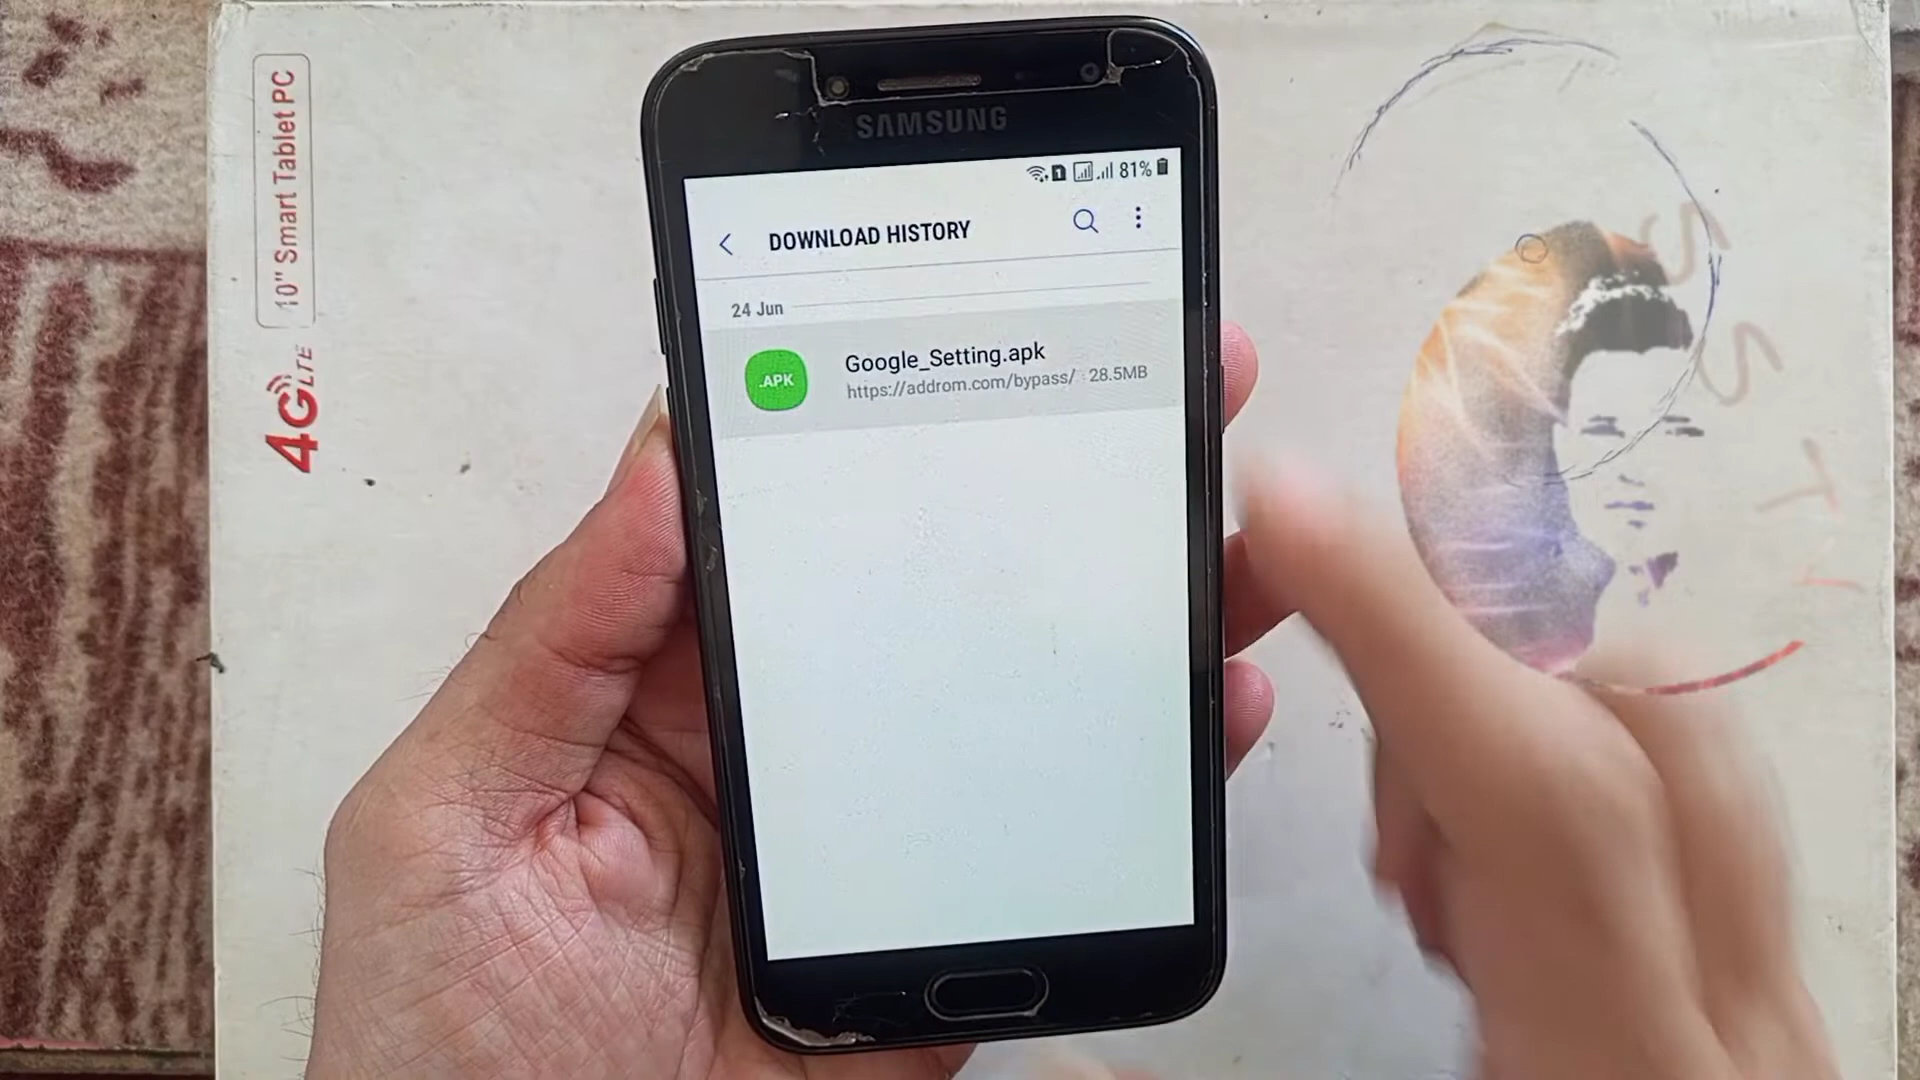 10" Smart Tablet PC
4G LTE
SAMSUNG
1
81%
DOWNLOAD HISTORY
24 Jun
.APK
Google_Setting.apk
https://addrom.com/bypass/ 28.5MB